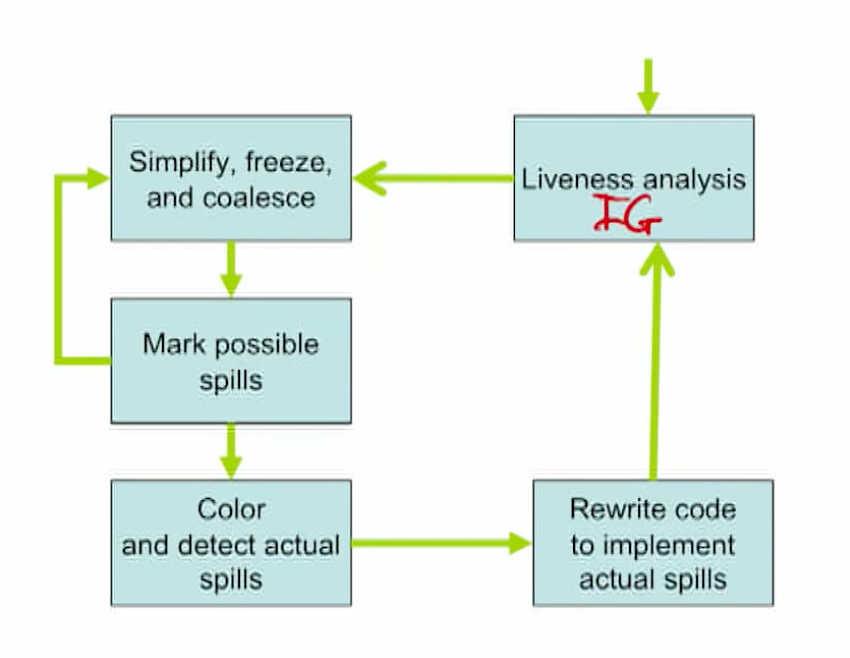 Simplify, freeze,
and coalesce
Liveness analysis
IG
Mark possible
spills
Color
and detect actual
spills
Rewrite code
to implement
actual spills